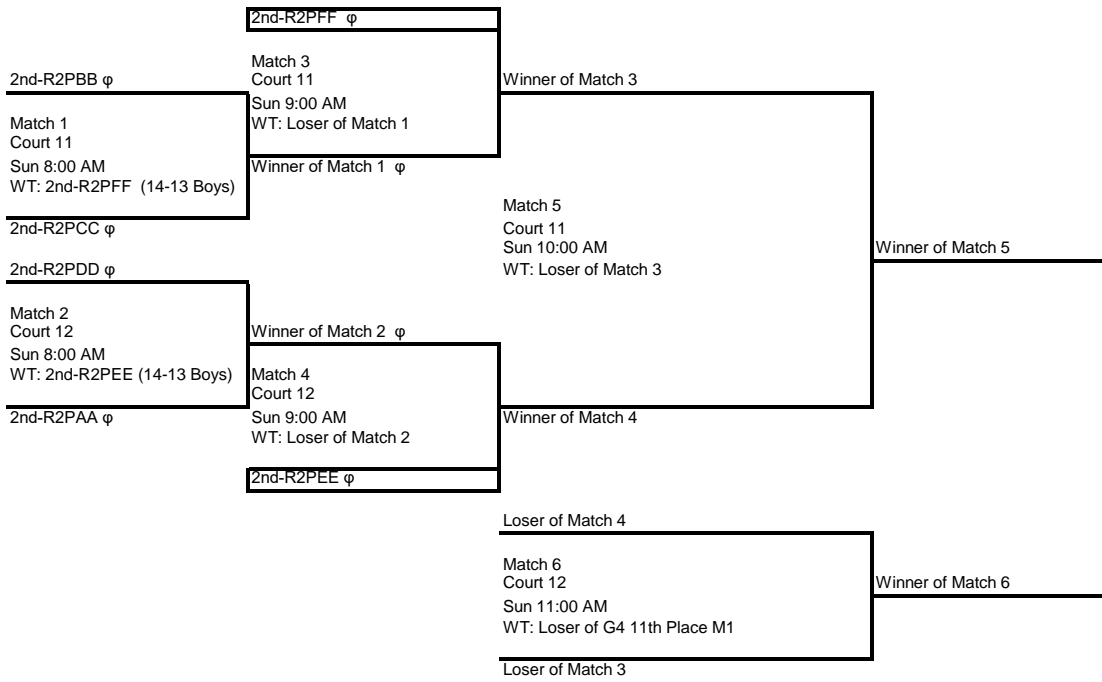 2nd-R2PFF φ
Match 3
Court 11
Sun 9:00 AM
WT: Loser of Match 1
Winner of Match 1 φ
2nd-R2PBB φ
Match 1
Court 11
Sun 8:00 AM
WT: 2nd-R2PFF (14-13 Boys)
2nd-R2PCC φ
2nd-R2PDD φ
Match 2
Court 12
Sun 8:00 AM
WT: 2nd-R2PEE (14-13 Boys)
2nd-R2PAA φ
Winner of Match 2 φ
Match 4
Court 12
Sun 9:00 AM
WT: Loser of Match 2
2nd-R2PEE φ
Winner of Match 3
Match 5
Court 11
Sun 10:00 AM
WT: Loser of Match 3
Winner of Match 4
Winner of Match 5
Loser of Match 4
Match 6
Court 12
Sun 11:00 AM
WT: Loser of G4 11th Place M1
Loser of Match 3
Winner of Match 6